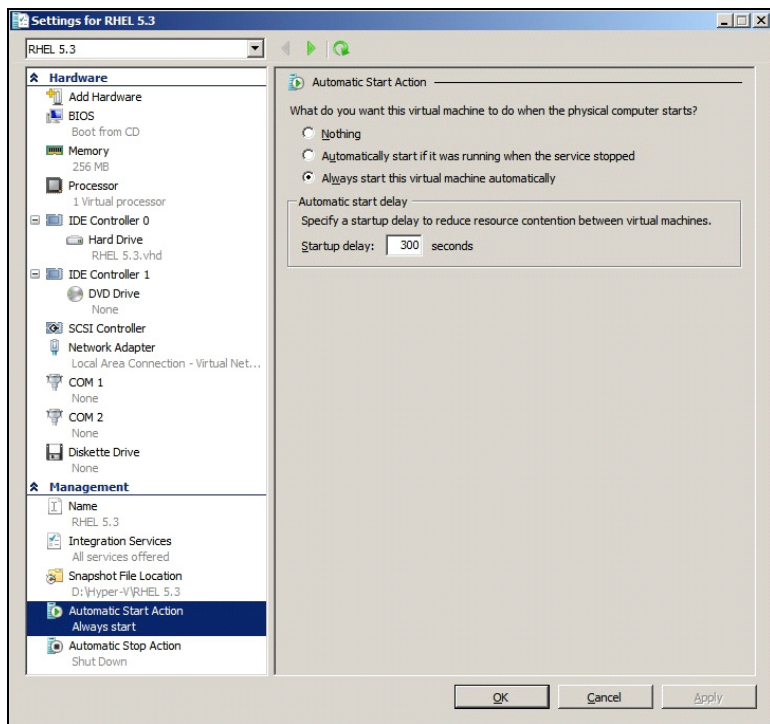 Settings for RHEL 5.3
RHEL 5.3
Hardware
Add Hardware
BIOS
Boot from CD
Memory
256 MB
Processor
1 Virtual processor
IDE Controller 0
Hard Drive
RHEL 5.3.vhd
IDE Controller 1
DVD Drive
None
SCSI Controller
Network Adapter
Local Area Connection - Virtual Net...
COM 1
None
COM 2
None
Diskette Drive
None
Management
Name
RHEL 5.3
Integration Services
All services offered
Snapshot File Location
D:\Hyper-V\RHEL 5.3
Automatic Start Action
Always start
Automatic Stop Action
Shut Down
Automatic Start Action
What do you want this virtual machine to do when the physical computer starts?
Nothing
Automatically start if it was running when the service stopped
Always start this virtual machine automatically
Automatic start delay
Specify a startup delay to reduce resource contention between virtual machines.
Startup delay: 300 seconds
OK Cancel Apply